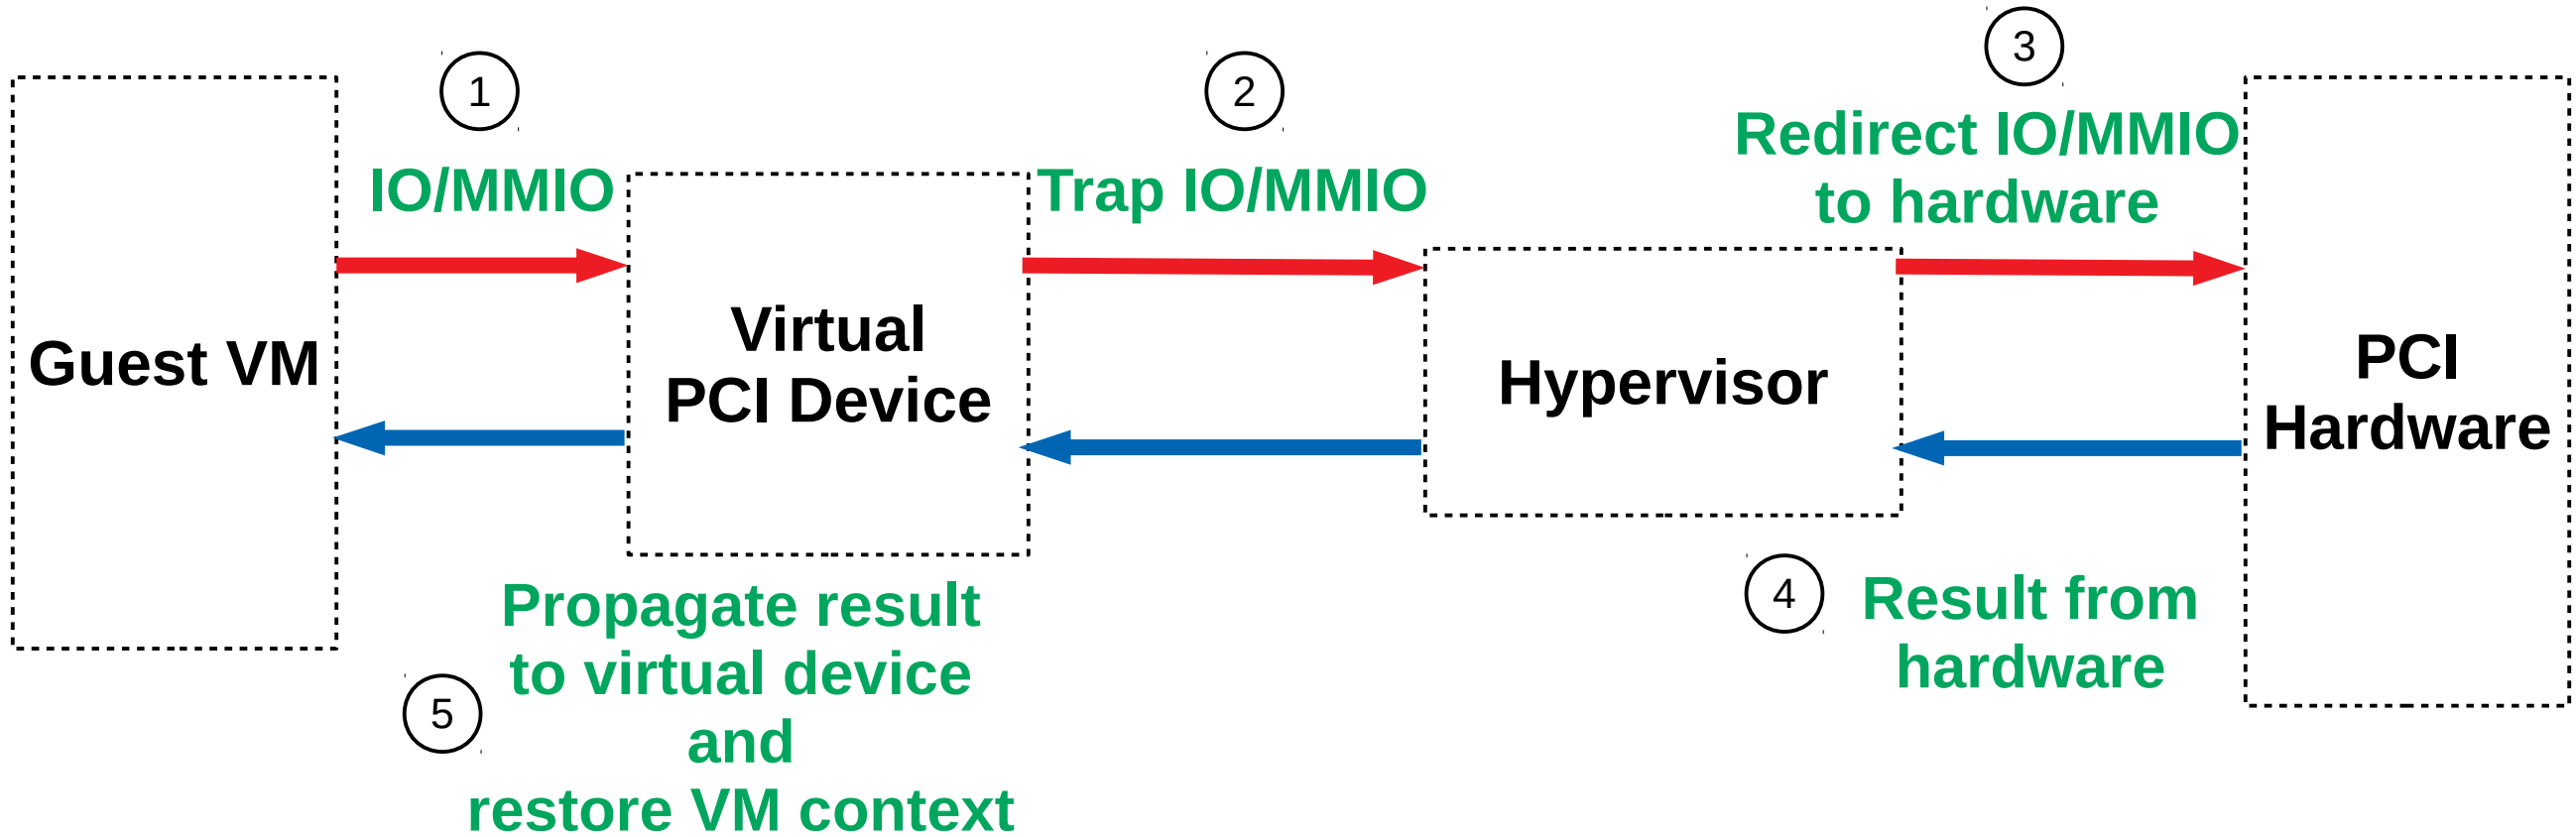 1
IO/MMIO
2
Trap IO/MMIO
3
Redirect IO/MMIO
to hardware
Guest VM
Virtual
PCI Device
Hypervisor
PCI
Hardware
4
Result from
hardware
5
Propagate result
to virtual device
and
restore VM context